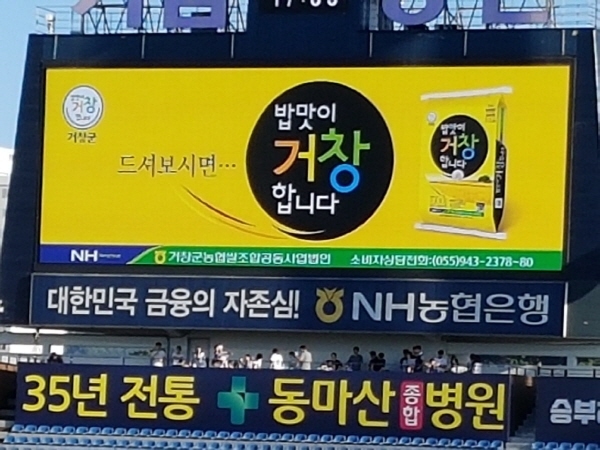 거창군
드셔보시면...
밥맛이
거창
합니다
밥맛이
거창
합니다
NH 거창군농협쌀조합공동사업법인 소비자상담전화:(055)943-2378~80
대한민국 금융의 자존심! NH농협은행
35년 전통 동마산종합병원
승부